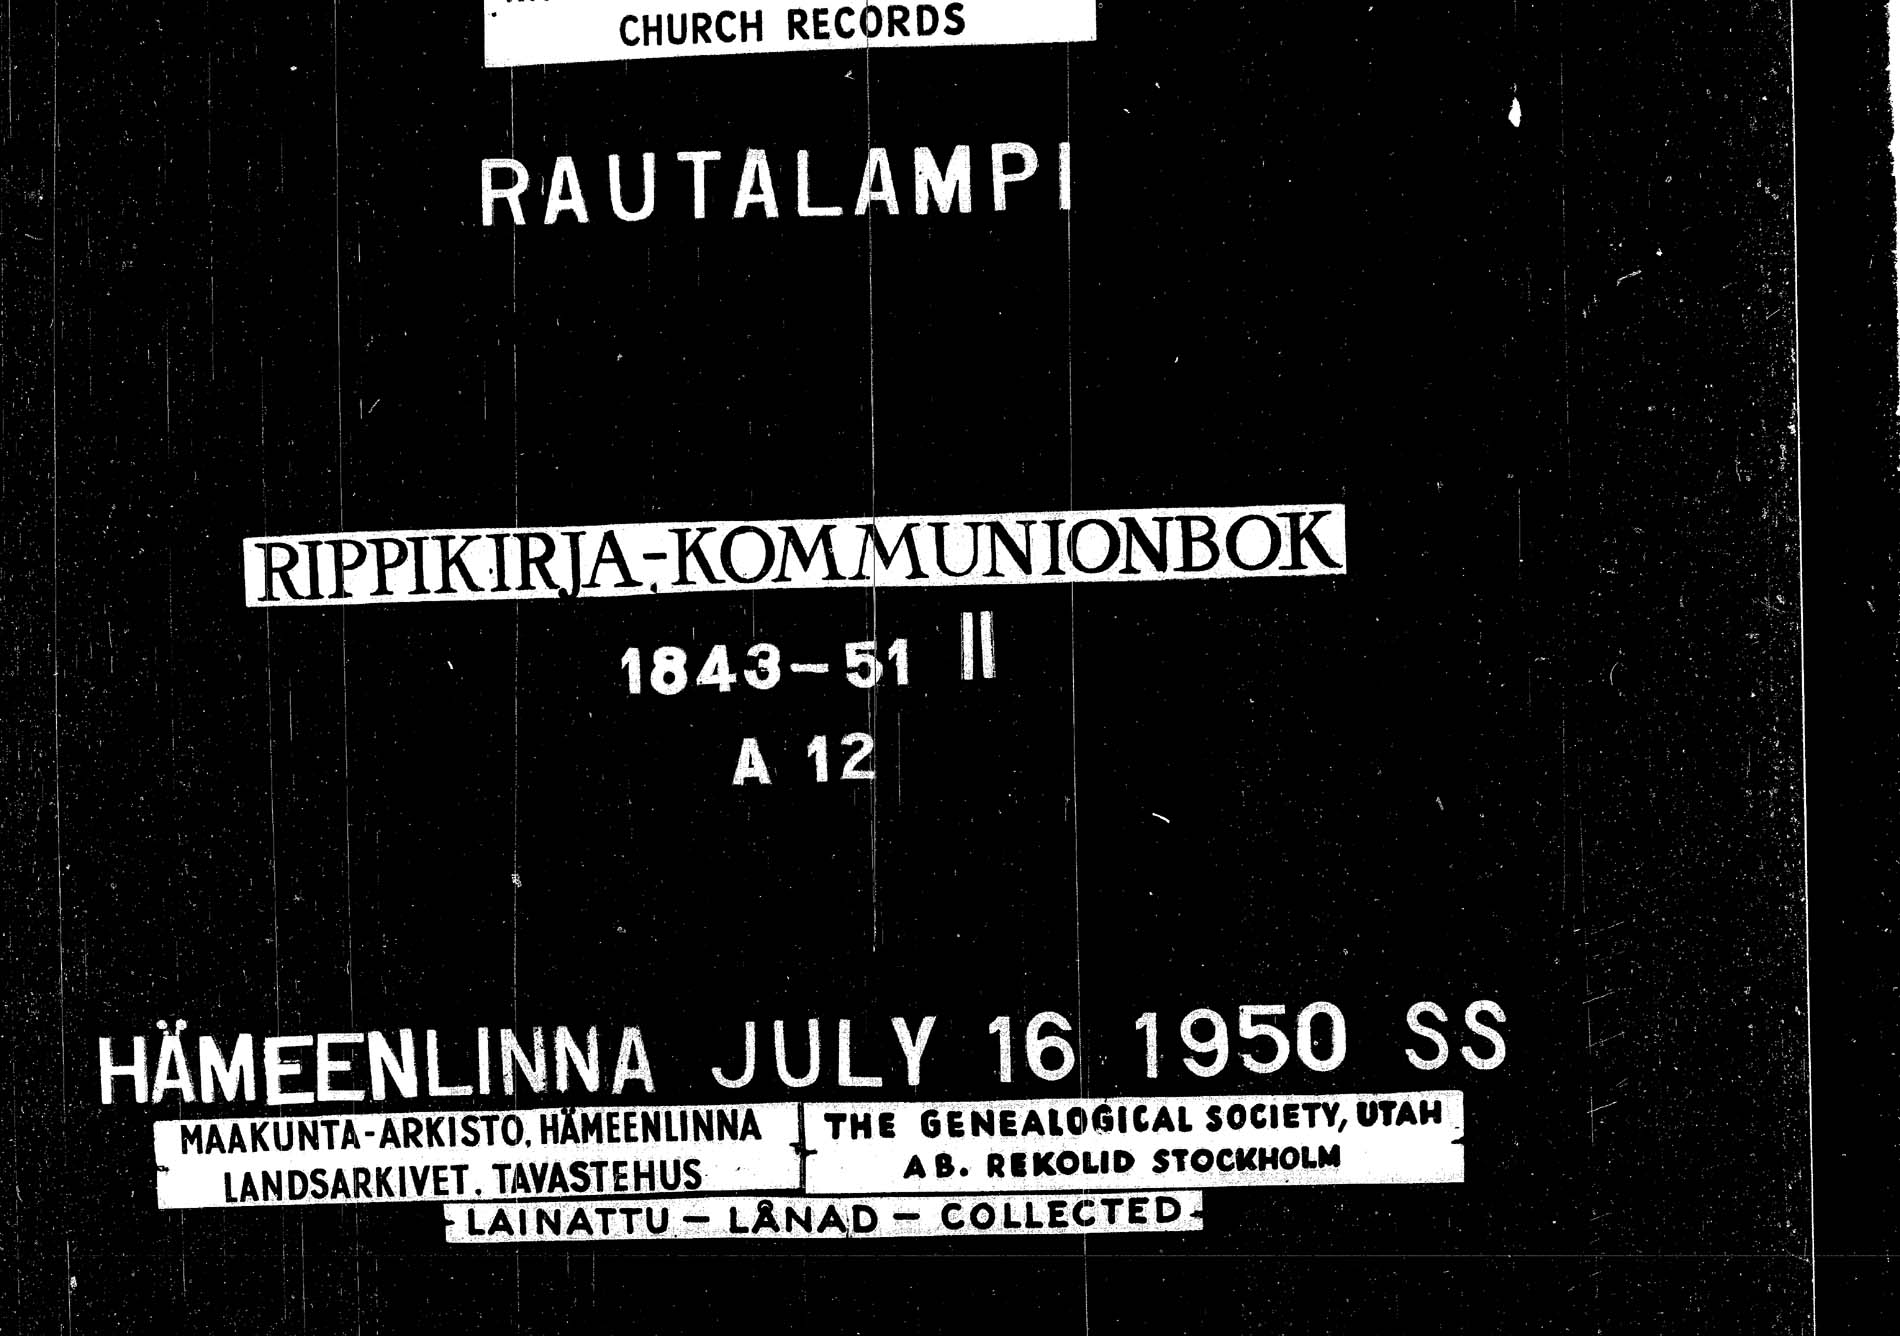 CHURCH RECORDS
RAUTALAMPI
RIPPIKIRJA-KOMMUNIONBOK
1843-51 II
A 12
HÄMEENLINNA JULY 16 1950 SS
MAAKUNTA-ARKISTO, HÄMEENLINNA
LANDSARKIVET, TAVASTEHUS
THE GENEALOGICAL SOCIETY, UTAH
AB. REKOLID STOCKHOLM
LAINATTU - LÅNAD - COLLECTED